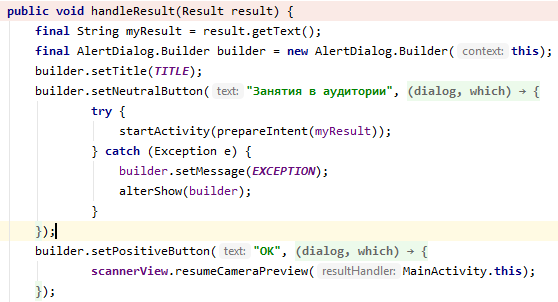 public void handleResult(Result result) {
final String myResult = result.getText();
final AlertDialog.Builder builder = new AlertDialog.Builder( context: this);
builder.setTitle(TITLE);
builder.setNeutralButton( text: "Занятия в аудитории", (dialog, which) → {
try {
startActivity(prepareIntent(myResult));
} catch (Exception e) {
builder.setMessage(EXCEPTION);
alterShow(builder);
}
});
builder.setPositiveButton( text: "OK", (dialog, which) → {
scannerView.resumeCameraPreview( resultHandler: MainActivity.this);
});